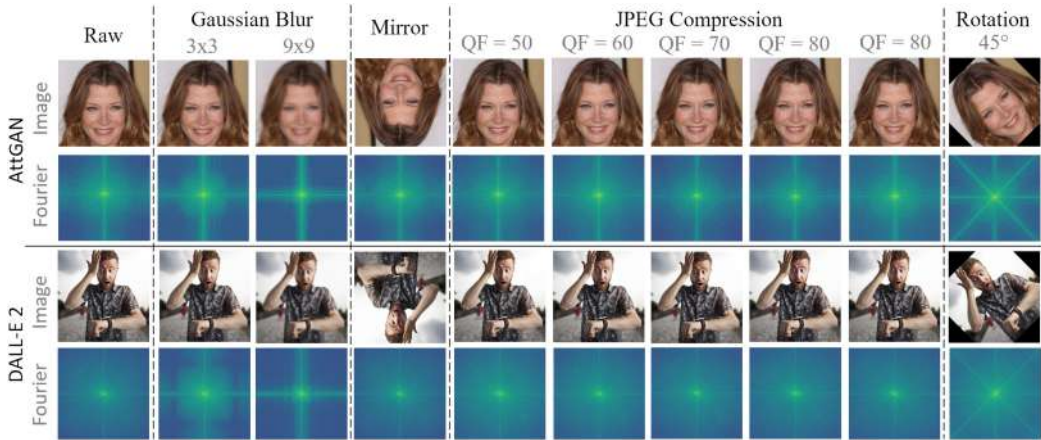 Raw
Gaussian Blur
3x3 9x9
Mirror
JPEG Compression
QF = 50 QF = 60 QF = 70 QF = 80 QF = 80
Rotation
45°
AttGAN
Image
Fourier
DALL-E 2
Image
Fourier